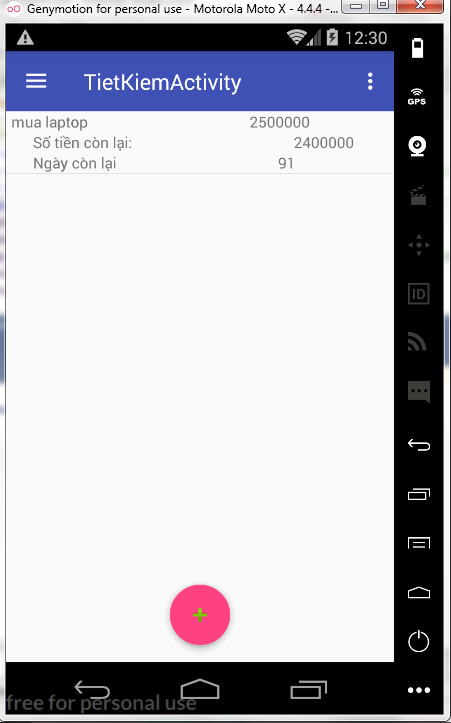 Genymotion for personal use - Motorola Moto X - 4.4.4 -...
12:30
TietKiemActivity
mua laptop 2500000
Số tiền còn lại: 2400000
Ngày còn lại 91
GPS
ID
free for personal use